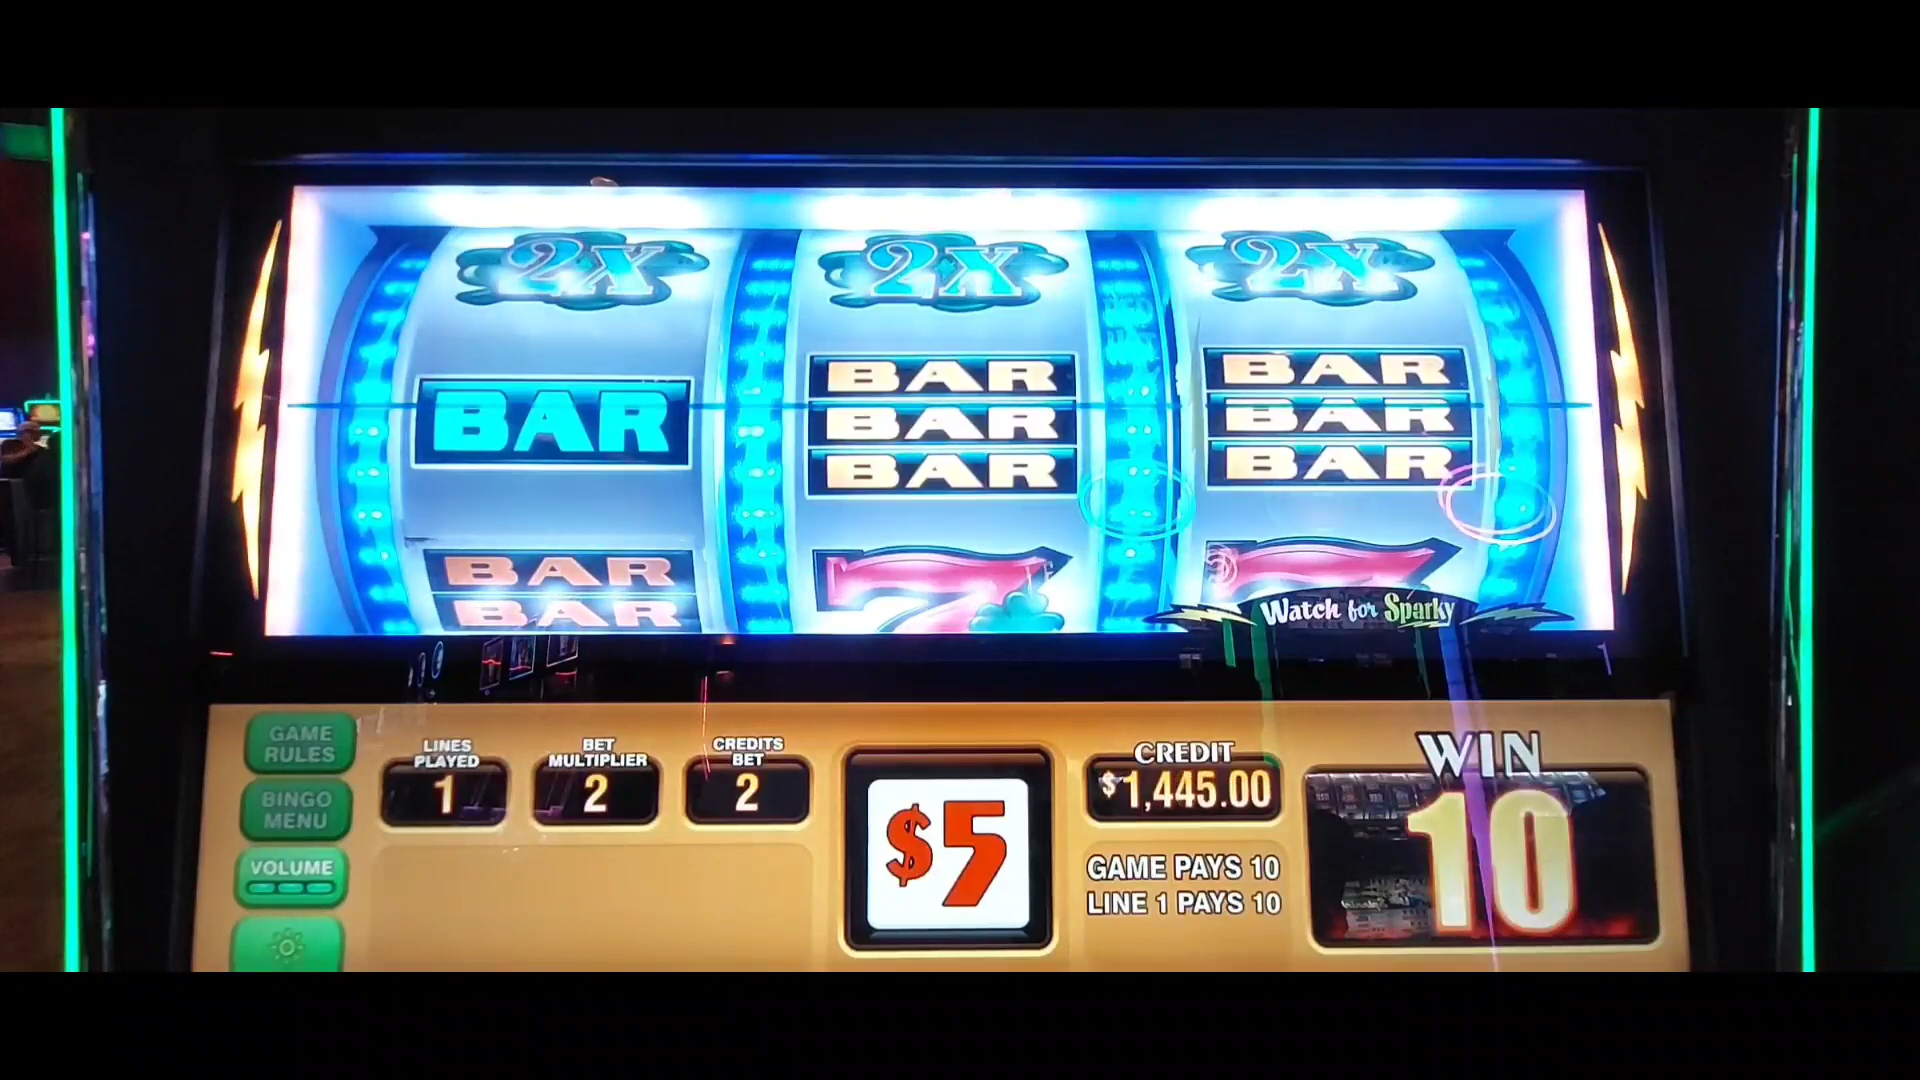 2X 2X 2X
BAR
BAR
BAR
BAR
BAR
BAR
BAR
BAR
BAR
7
7
Watch for Sparky
GAME
RULES
BINGO
MENU
VOLUME
LINES
PLAYED
1
BET
MULTIPLIER
2
CREDITS
BET
2
$5
CREDIT
$1,445.00
GAME PAYS 10
LINE 1 PAYS 10
WIN
10